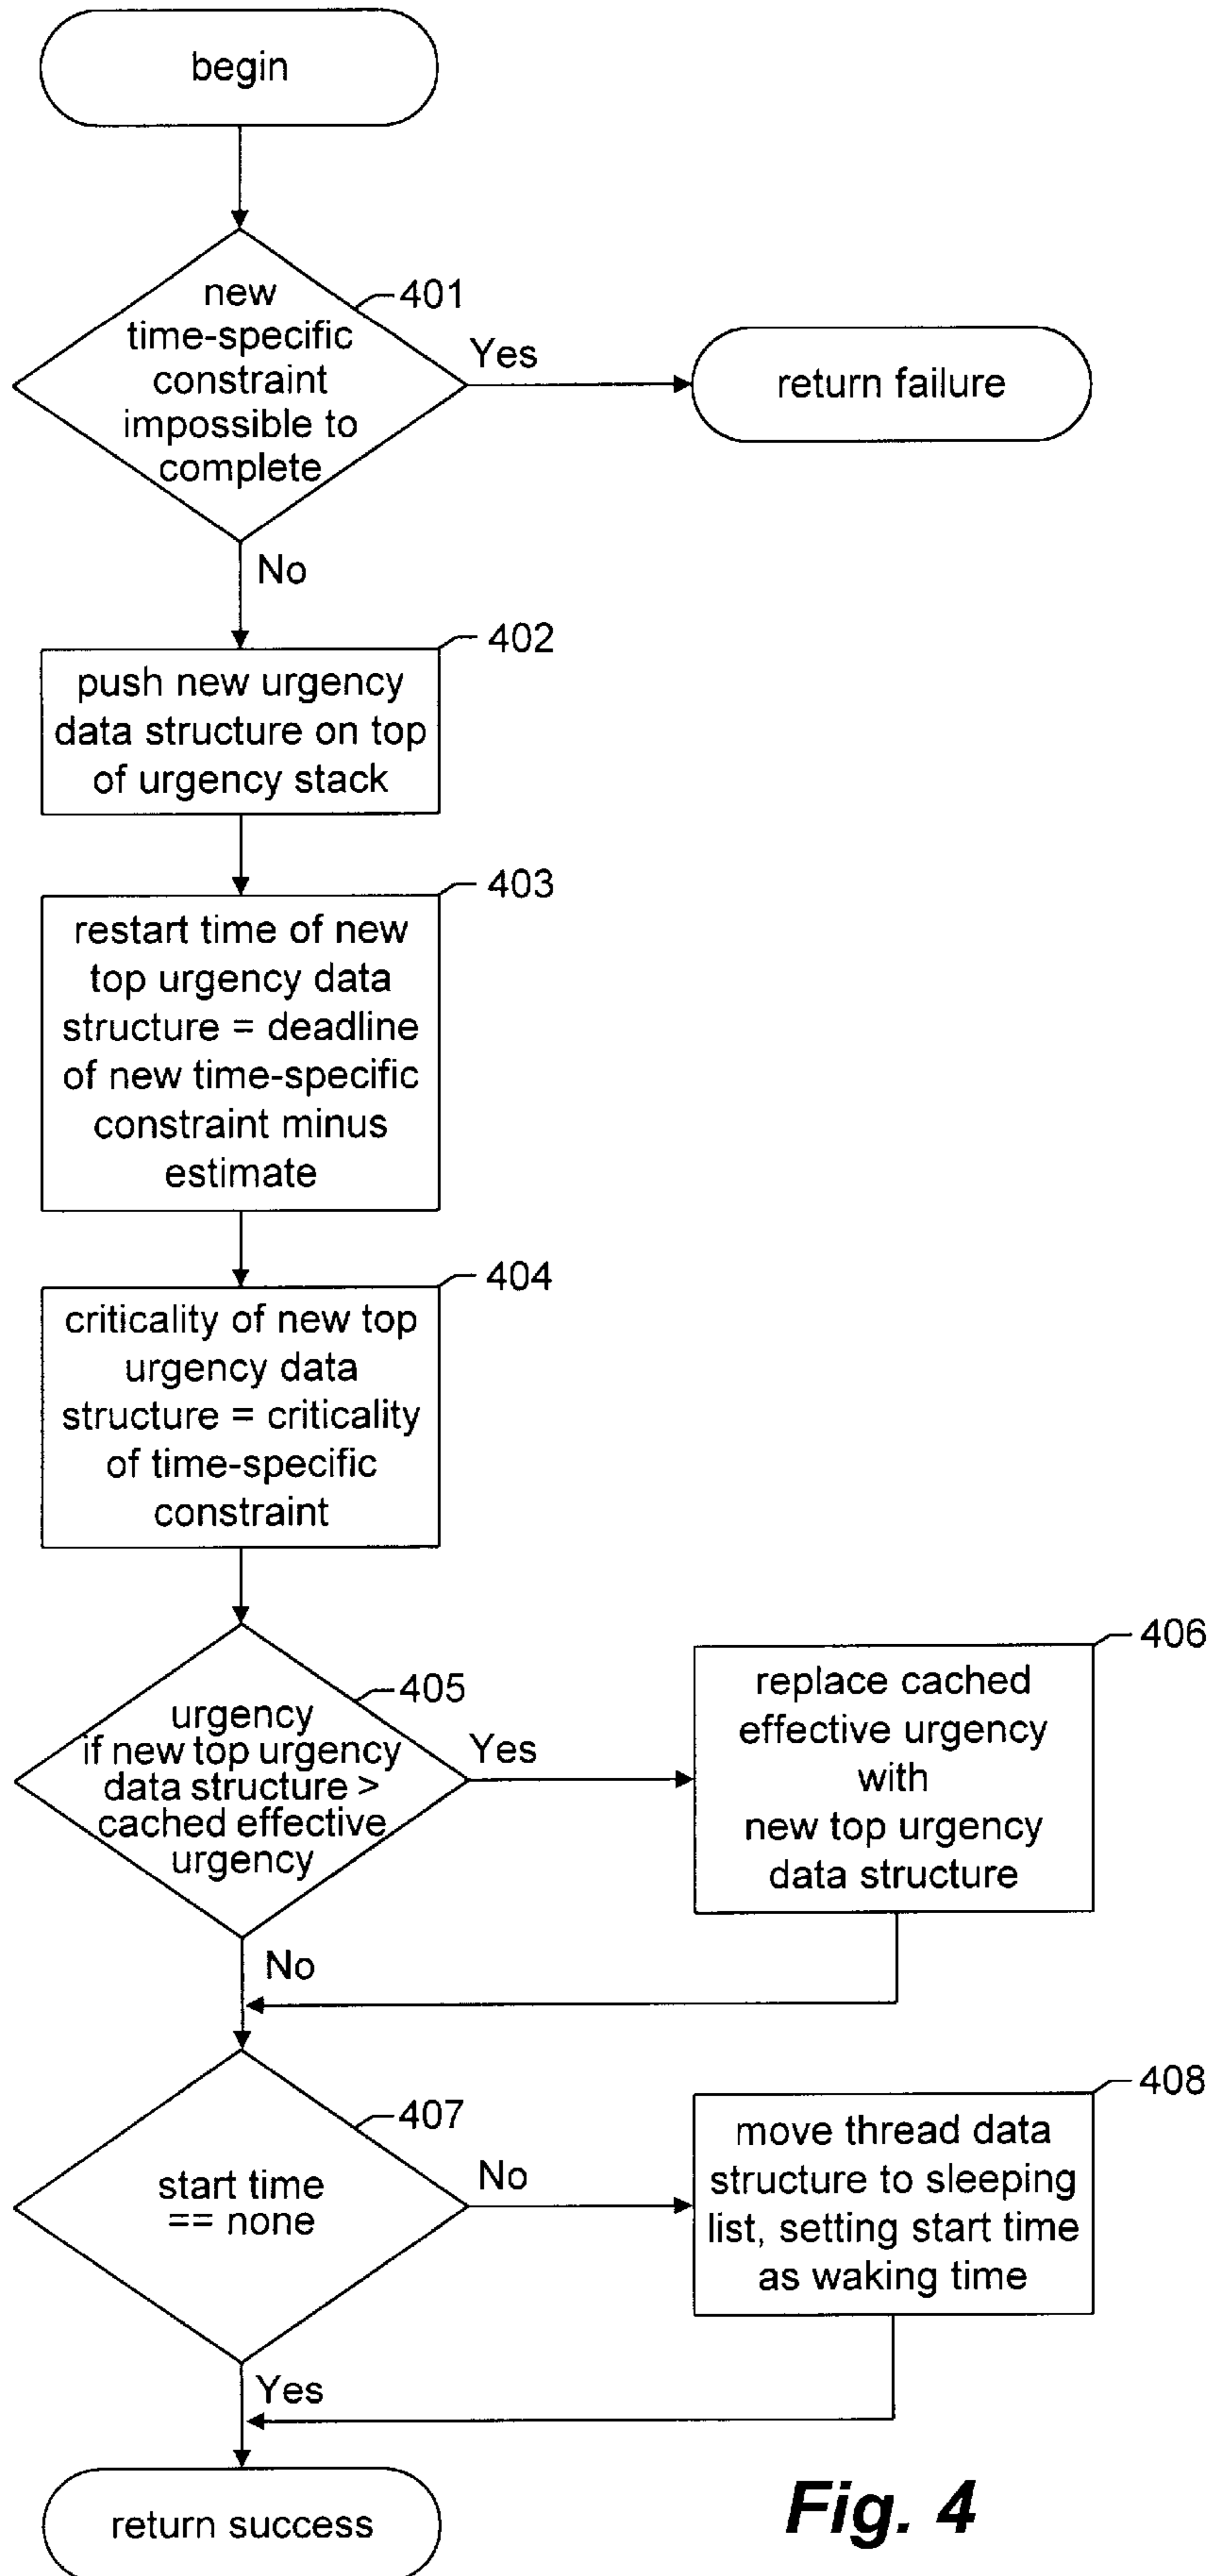 begin
new
time-specific
constraint
impossible to
complete
401
Yes
return failure
No
402
push new urgency
data structure on top
of urgency stack
403
restart time of new
top urgency data
structure = deadline
of new time-specific
constraint minus
estimate
404
criticality of new top
urgency data
structure = criticality
of time-specific
constraint
405
urgency
if new top urgency
data structure >
cached effective
urgency
Yes
406
replace cached
effective urgency
with
new top urgency
data structure
No
407
start time
== none
No
408
move thread data
structure to sleeping
list, setting start time
as waking time
Yes
return success
Fig. 4